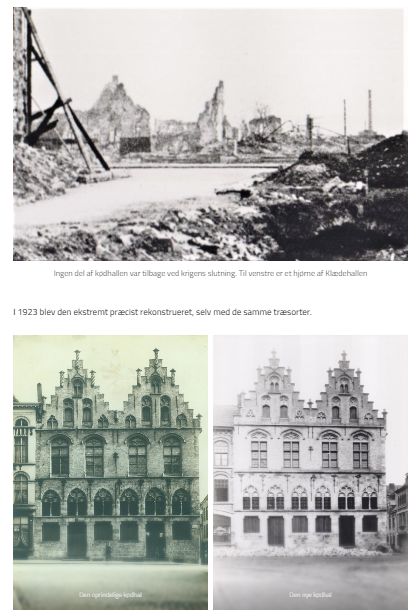 Ingen del af kødhallen var tilbage ved krigens slutning. Til venstre er et hjørne af Klædehallen
I 1923 blev den ekstremt præcist rekonstrueret, selv med de samme træsorter.
Den oprindelige kødhal
Den nye kødhal